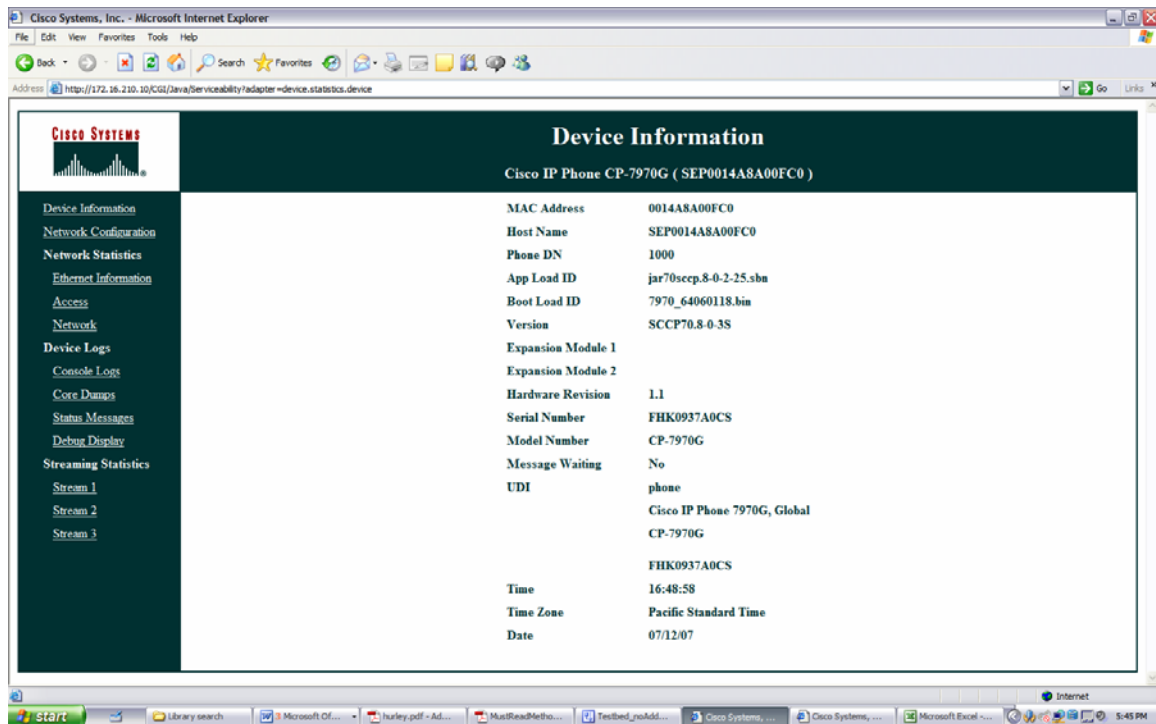 Cisco Systems, Inc. - Microsoft Internet Explorer
File Edit View Favorites Tools Help
Back Search Favorites
Address http://172.16.210.10/CGI/Java/Serviceability?adapter=device.statistics.device Go Links
CISCO SYSTEMS
Device Information
Cisco IP Phone CP-7970G ( SEP0014A8A00FC0 )
Device Information
Network Configuration
Network Statistics
Ethernet Information
Access
Network
Device Logs
Console Logs
Core Dumps
Status Messages
Debug Display
Streaming Statistics
Stream 1
Stream 2
Stream 3
MAC Address 0014A8A00FC0
Host Name SEP0014A8A00FC0
Phone DN 1000
App Load ID jar70sccp.8-0-2-25.sbn
Boot Load ID 7970_64060118.bin
Version SCCP70.8-0-3S
Expansion Module 1
Expansion Module 2
Hardware Revision 1.1
Serial Number FHK0937A0CS
Model Number CP-7970G
Message Waiting No
UDI phone
Cisco IP Phone 7970G, Global
CP-7970G
FHK0937A0CS
Time 16:48:58
Time Zone Pacific Standard Time
Date 07/12/07
Internet
start Library search 3 Microsoft Of... hurley.pdf - Ad... MustReadMetho... Testbed_noAdd... Cisco Systems, ... Cisco Systems, ... Microsoft Excel -... 5:45 PM